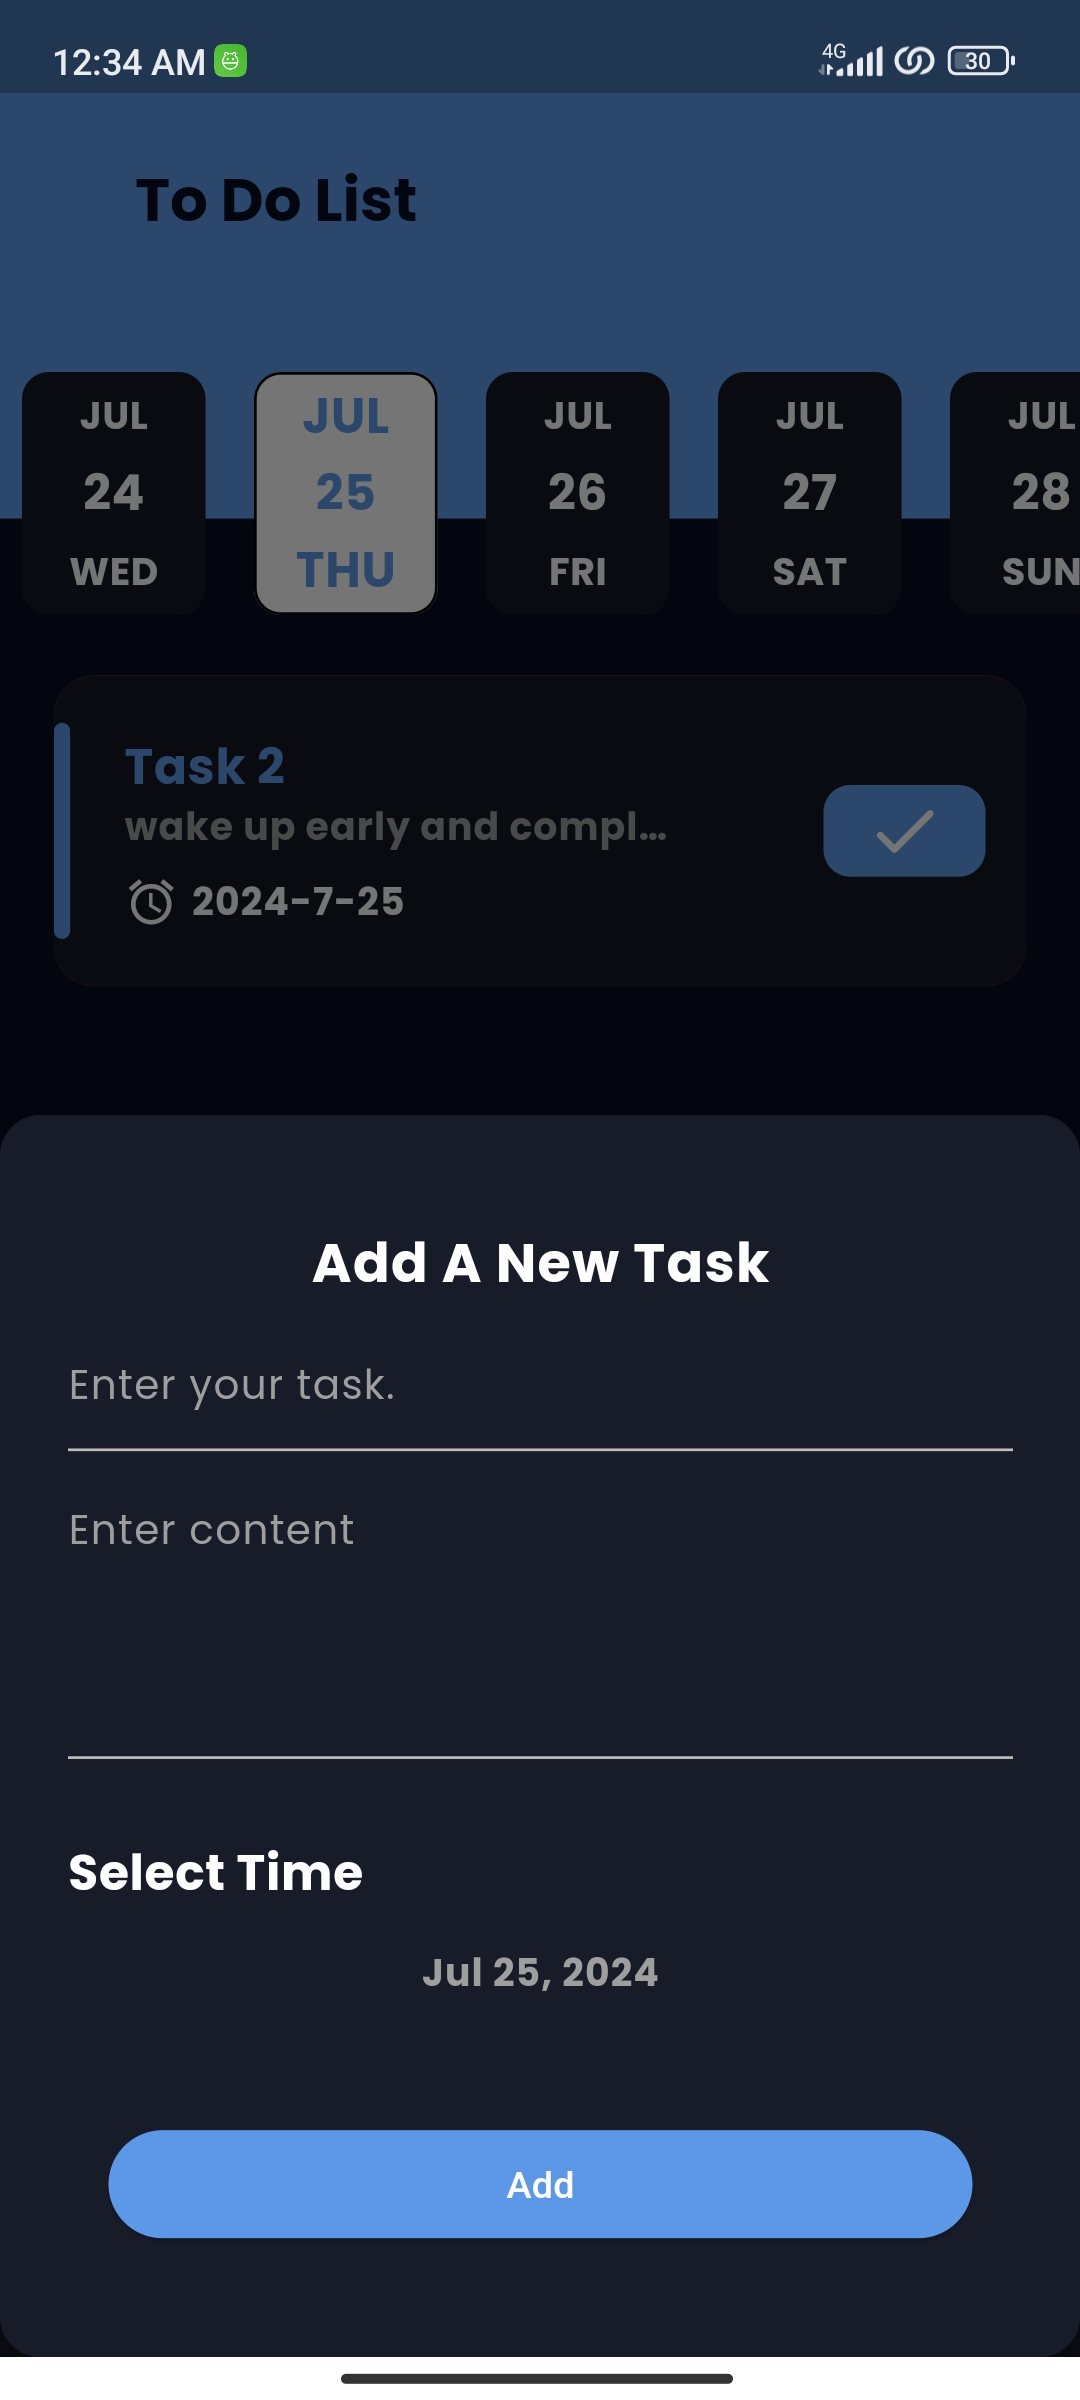 12:34 AM 4G 30
To Do List
JUL JUL JUL JUL JUL
24 25 26 27 28
WED THU FRI SAT SUN
Task 2
wake up early and compl...
2024-7-25
Add A New Task
Enter your task.
Enter content
Select Time
Jul 25, 2024
Add